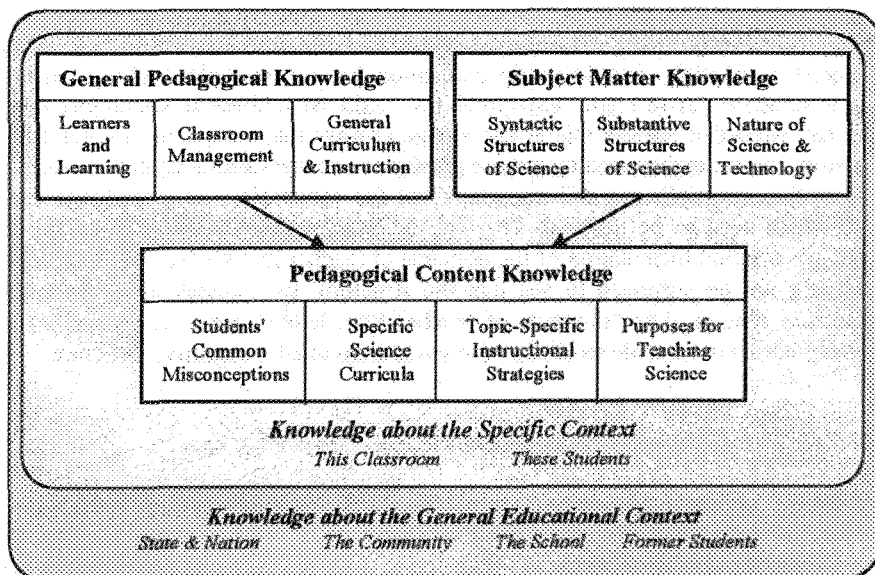 General Pedagogical Knowledge
Learners
and
Learning
Classroom
Management
General
Curriculum
& Instruction
Subject Matter Knowledge
Syntactic
Structures
of Science
Substantive
Structures
of Science
Nature of
Science &
Technology
Pedagogical Content Knowledge
Students'
Common
Misconceptions
Specific
Science
Curricula
Topic-Specific
Instructional
Strategies
Purposes for
Teaching
Science
Knowledge about the Specific Context
This Classroom These Students
Knowledge about the General Educational Context
State & Nation The Community The School Former Students